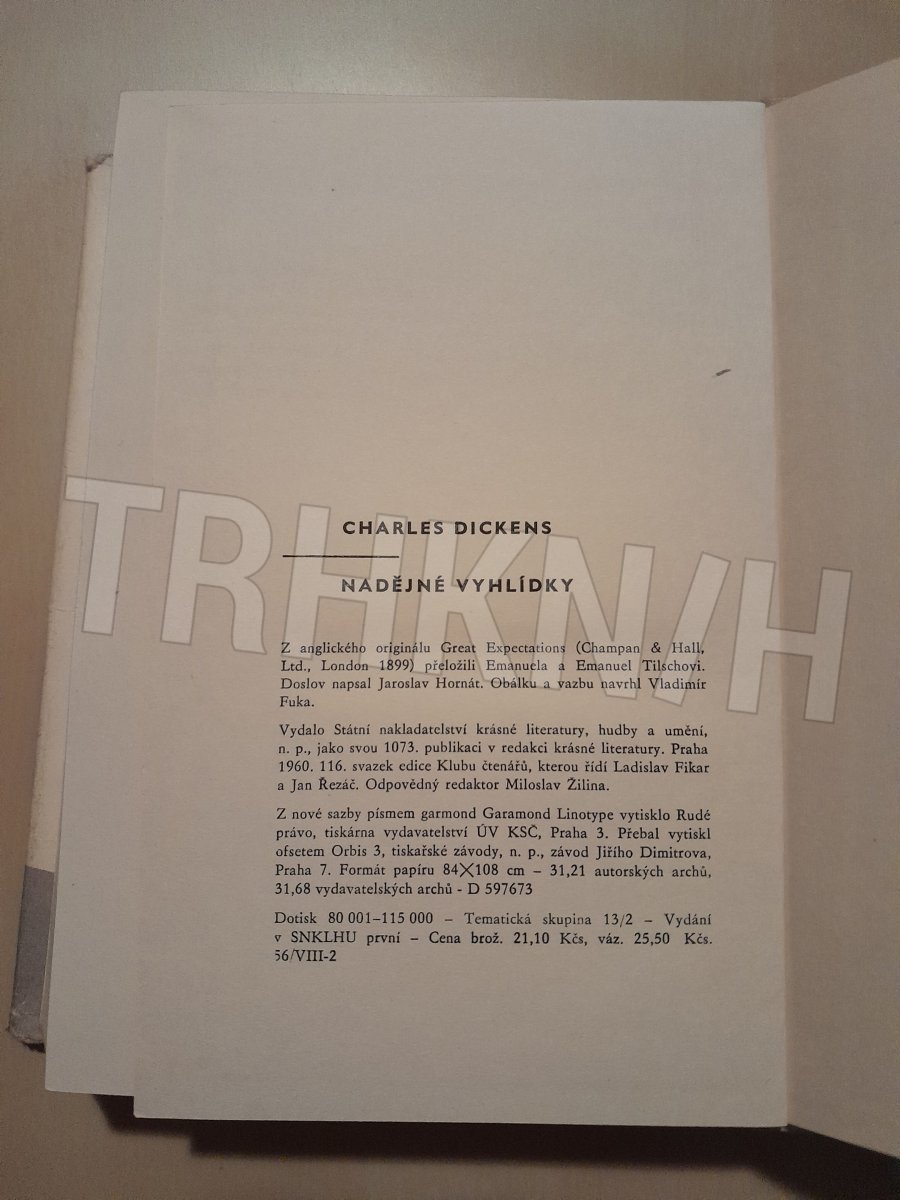 CHARLES DICKENS
NADĚJNÉ VYHLÍDKY
TRHKNIH
Z anglického originálu Great Expectations (Champan & Hall,
Ltd., London 1899) přeložili Emanuela a Emanuel Tilschovi.
Doslov napsal Jaroslav Hornát. Obálku a vazbu navrhl Vladimír
Fuka.
Vydalo Státní nakladatelství krásné literatury, hudby a umění,
n. p., jako svou 1073. publikaci v redakci krásné literatury. Praha
1960. 116. svazek edice Klubu čtenářů, kterou řídí Ladislav Fikar
a Jan Řezáč. Odpovědný redaktor Miloslav Žilina.
Z nové sazby písmem garmond Garamond Linotype vytisklo Rudé
právo, tiskárna vydavatelství ÚV KSČ, Praha 3. Přebal vytiskl
ofsetem Orbis 3, tiskařské závody, n. p., závod Jiřího Dimitrova,
Praha 7. Formát papíru 84×108 cm – 31,21 autorských archů,
31,68 vydavatelských archů - D 597673
Dotisk 80 001–115 000 – Tematická skupina 13/2 – Vydání
v SNKLHU první – Cena brož. 21,10 Kčs, váz. 25,50 Kčs.
56/VIII-2